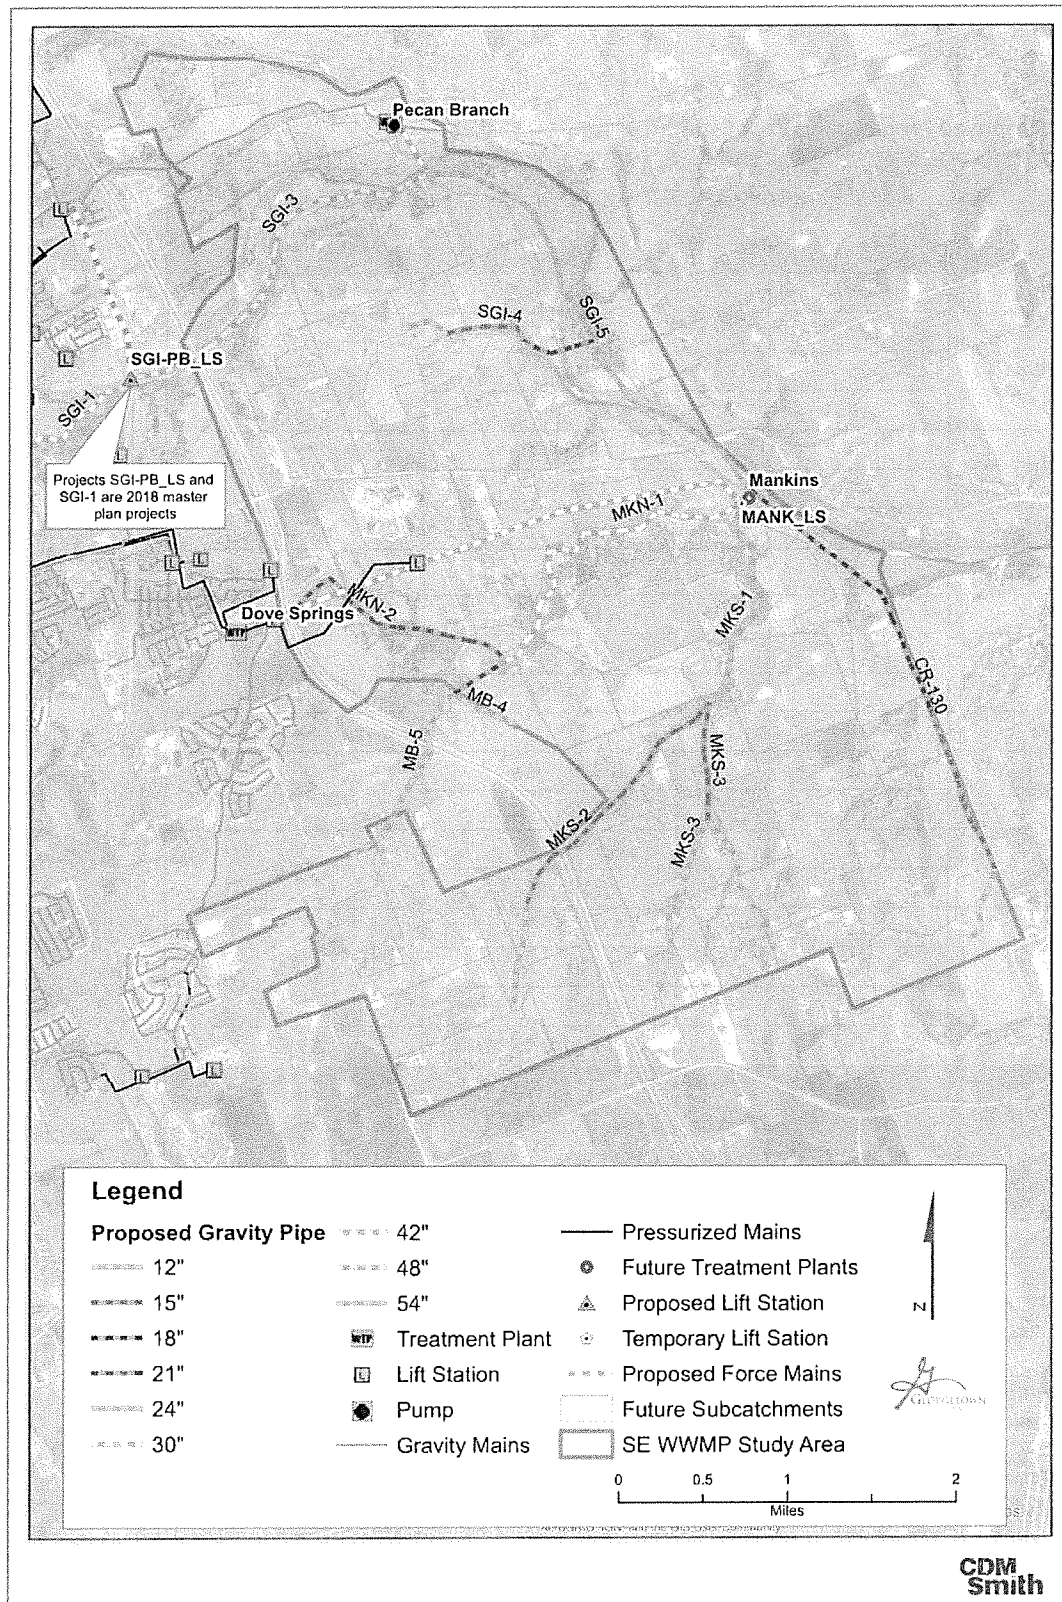 Pecan Branch
SGI-3
SGI-4
SGI-5
SGI-PB_LS
SGI-1
L
L
L
Projects SGI-PB_LS and
SGI-1 are 2018 master
plan projects
Mankins
MKN-1
MANK_LS
L
L
L
L
MKN-2
MKS-1
Dove Springs
WTP
CR-130
MB-4
MB-5
MKS-3
MKS-2
MKS-3
L
L
Legend
Proposed Gravity Pipe
12"
15"
18"
21"
24"
30"
42"
48"
54"
WTP Treatment Plant
L Lift Station
Pump
Gravity Mains
Pressurized Mains
Future Treatment Plants
Proposed Lift Station
Temporary Lift Sation
Proposed Force Mains
Future Subcatchments
SE WWMP Study Area
N
GEORGETOWN
0 0.5 1 2
Miles
CDM
Smith